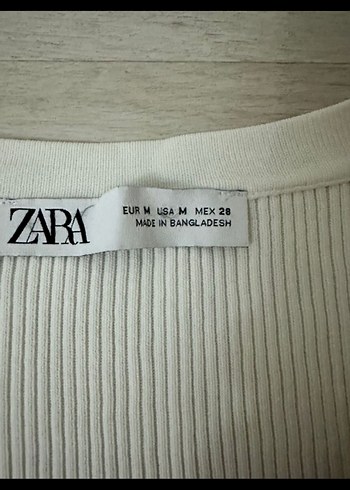 ZARA
EUR M USA M MEX 28
MADE IN BANGLADESH